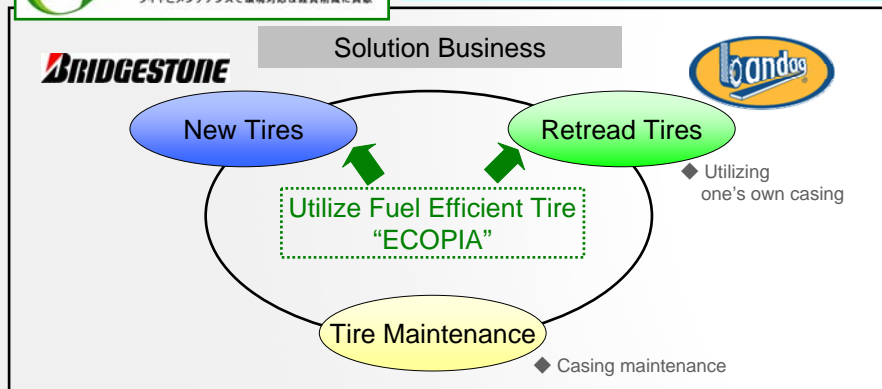 Solution Business
BRIDGESTONE
bandag
New Tires
Retread Tires
◆ Utilizing
one's own casing
Utilize Fuel Efficient Tire
“ECOPIA”
Tire Maintenance
◆ Casing maintenance